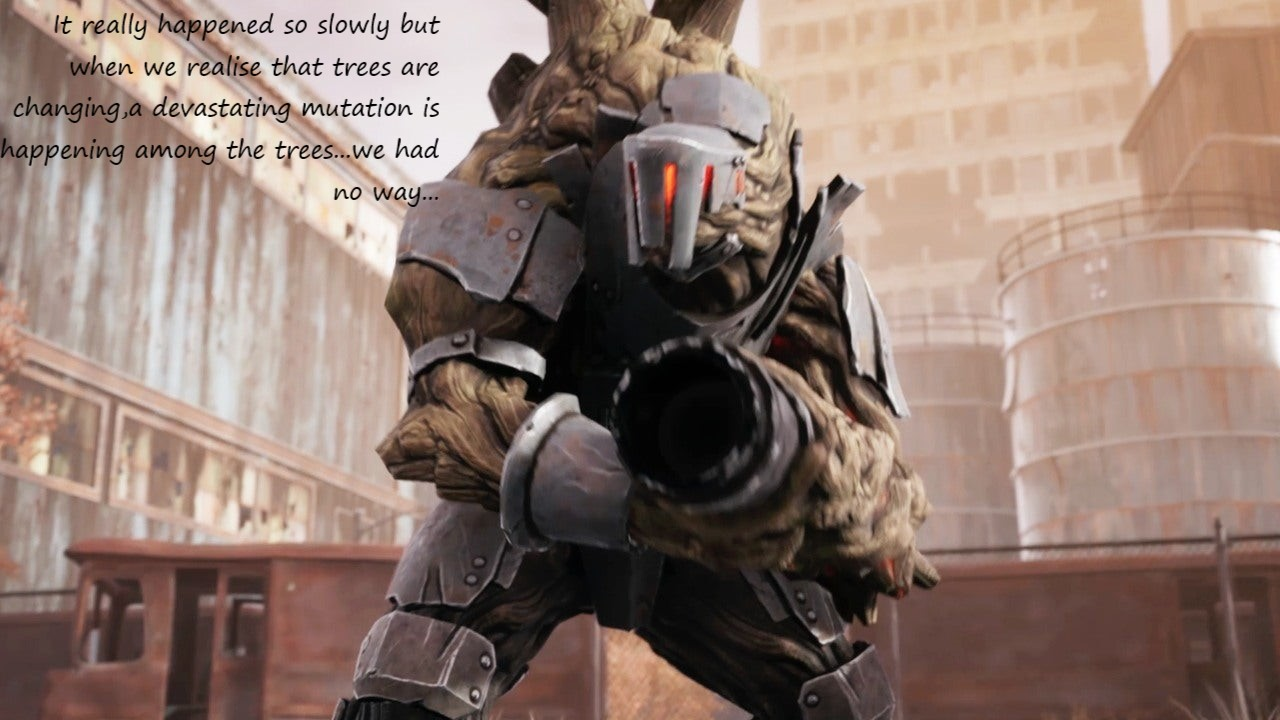 It really happened so slowly but
when we realise that trees are
changing,a devastating mutation is
happening among the trees...we had
no way...